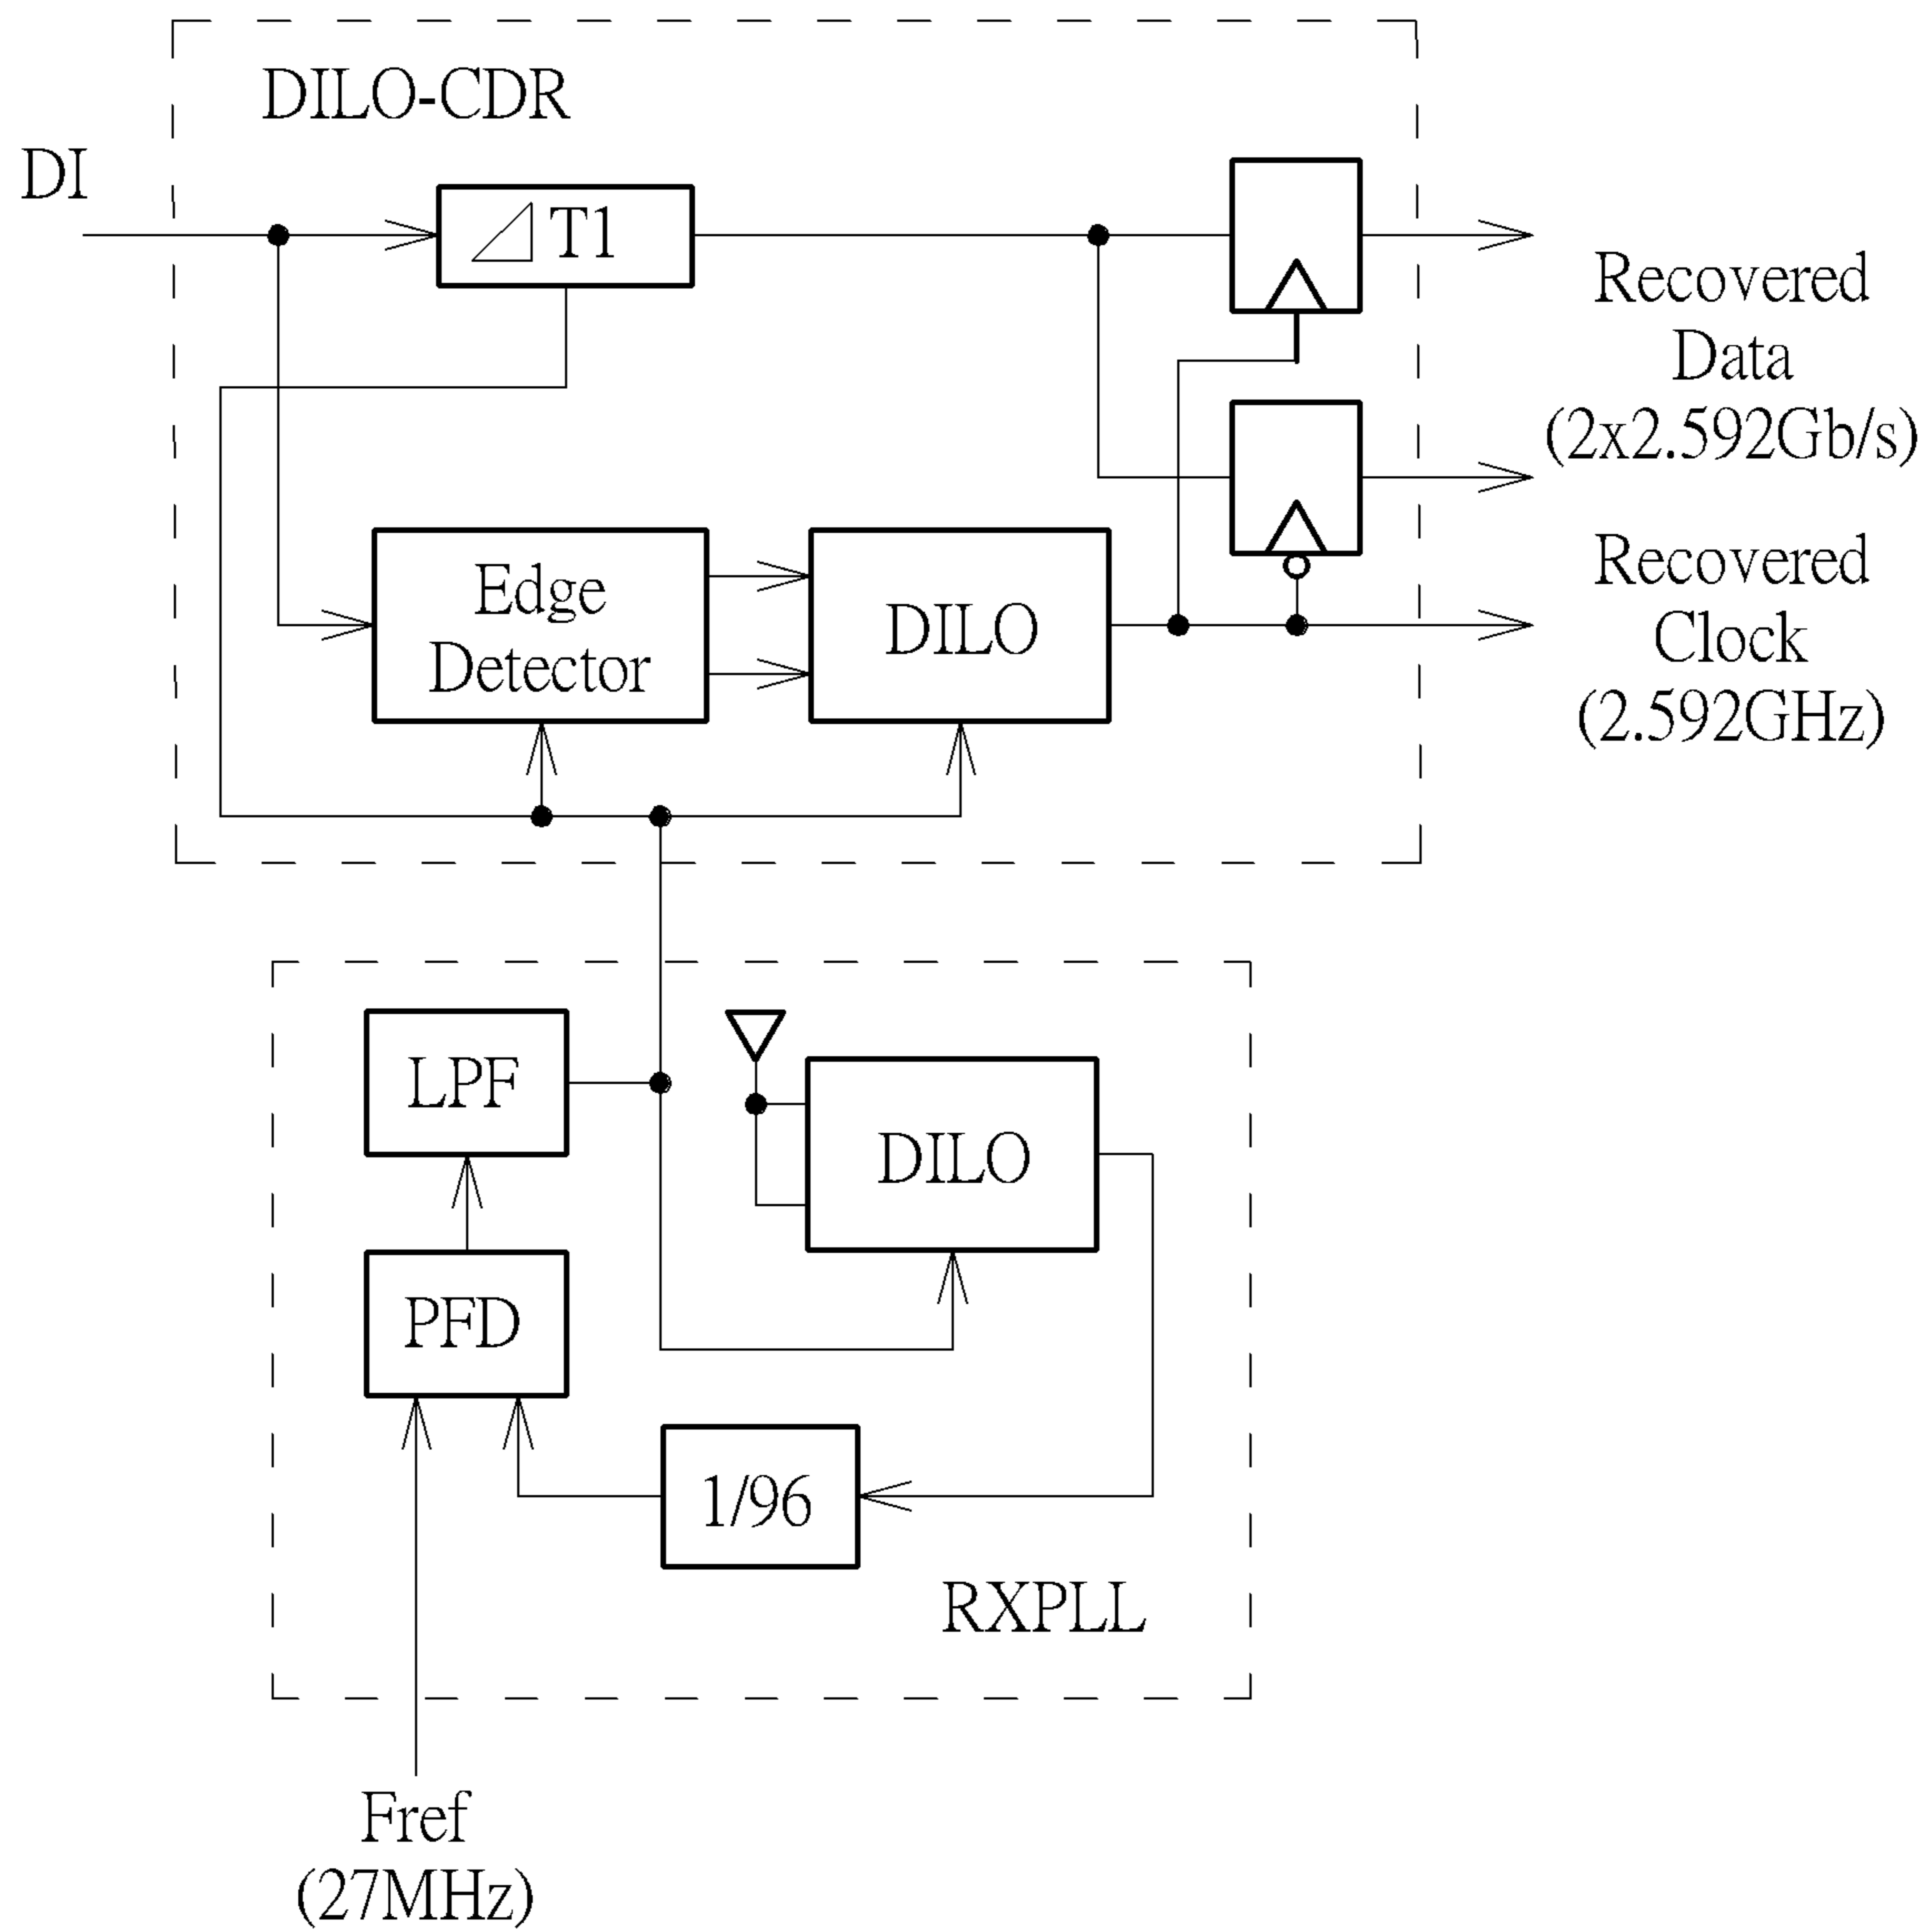 DILO-CDR
DI
⊿T1
Recovered
Data
(2x2.592Gb/s)
Edge
Detector
DILO
Recovered
Clock
(2.592GHz)
LPF
DILO
PFD
1/96
RXPLL
Fref
(27MHz)